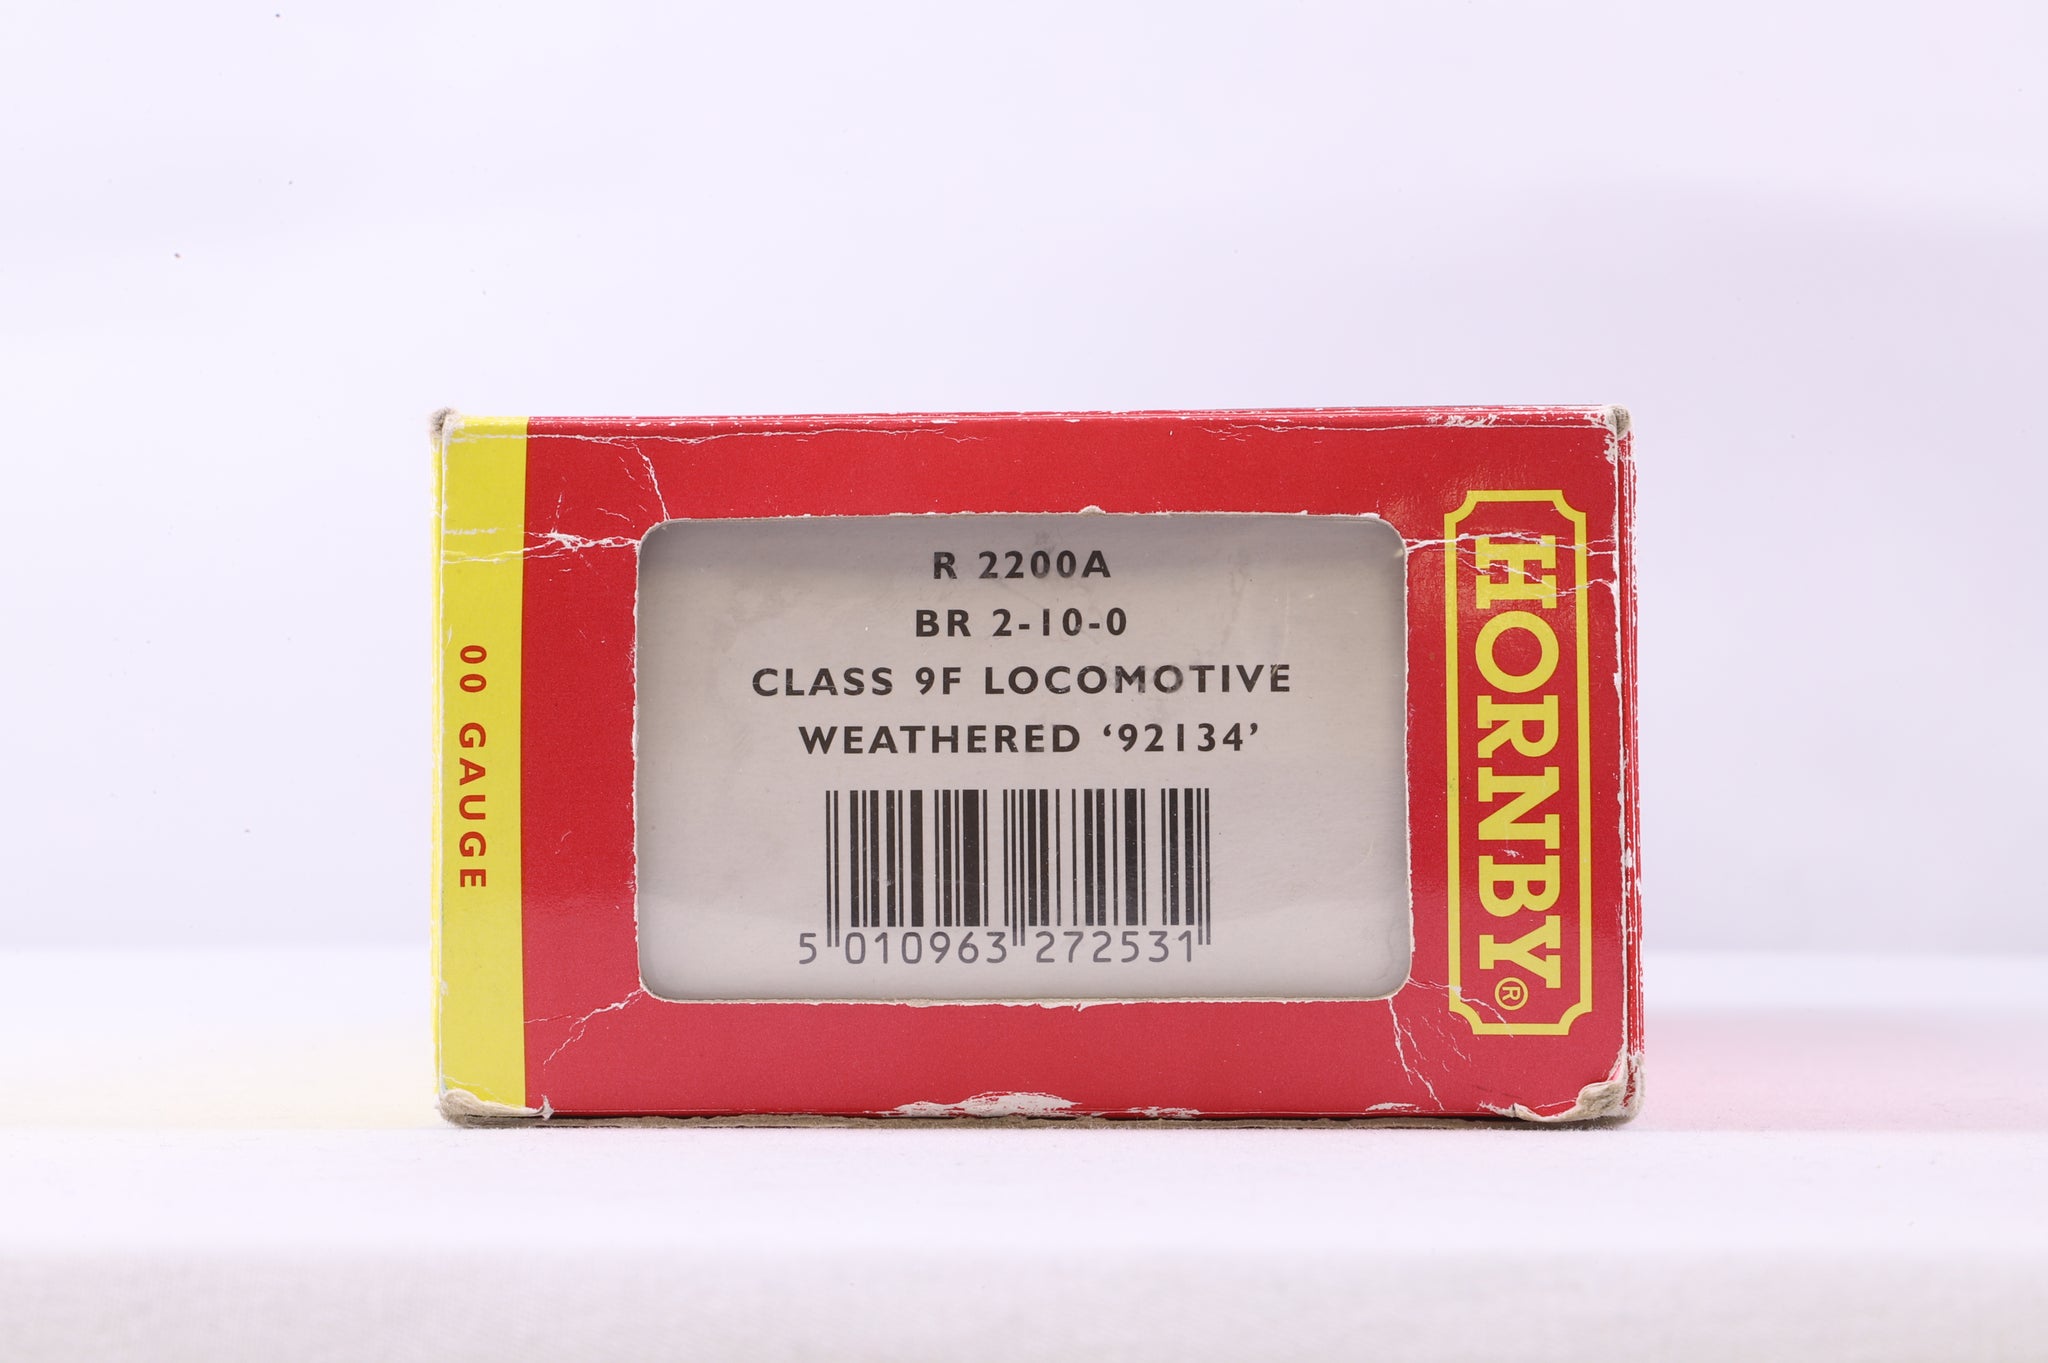 00 GAUGE
R 2200A
BR 2-10-0
CLASS 9F LOCOMOTIVE
WEATHERED ‘92134’
5 010963 272531
HORNBY®